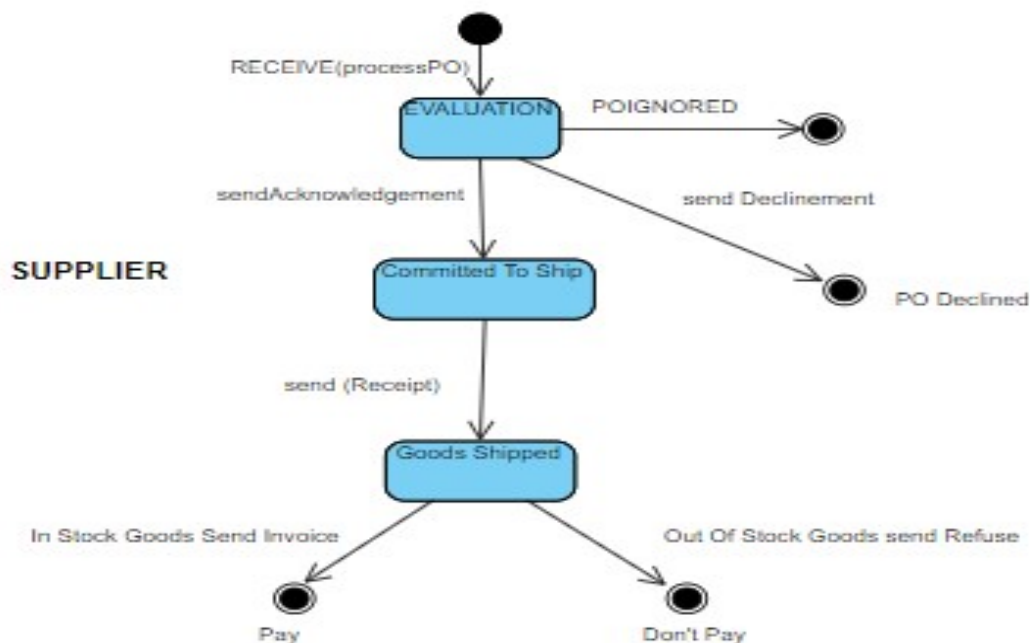 RECEIVE(processPO)
EVALUATION
POIGNORED
sendAcknowledgement
send Declinement
SUPPLIER
Committed To Ship
PO Declined
send (Receipt)
Goods Shipped
In Stock Goods Send Invoice
Out Of Stock Goods send Refuse
Pay
Don't Pay